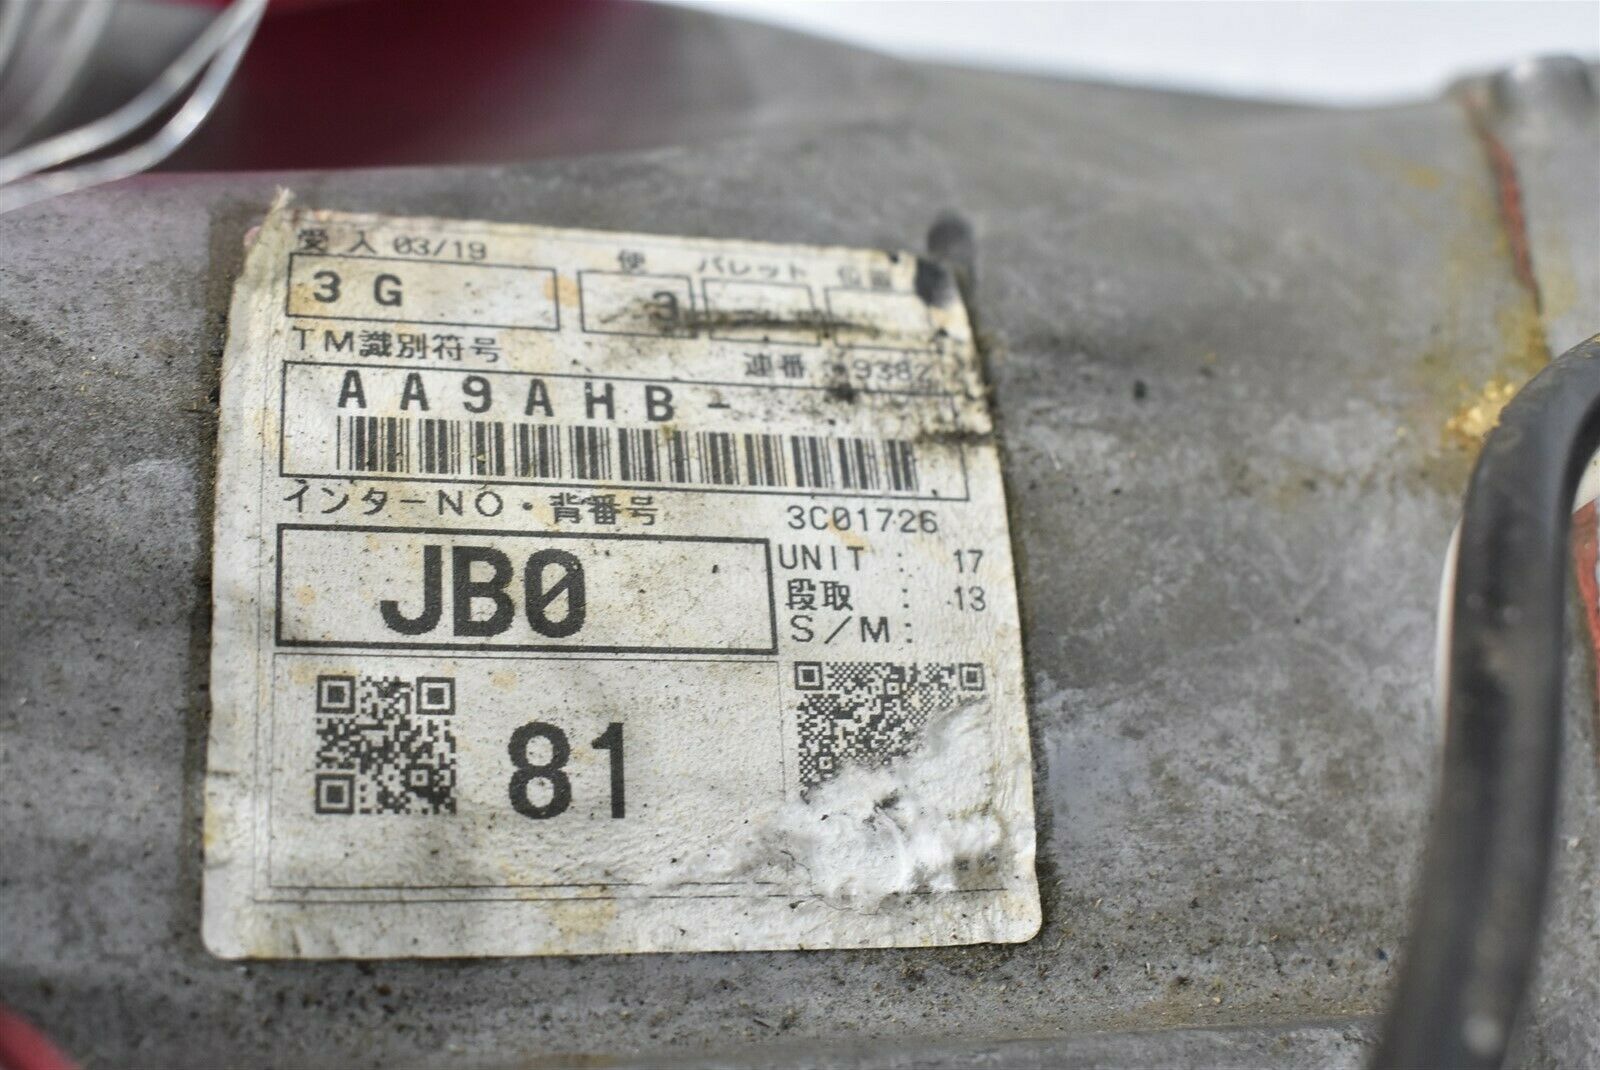 受入 03/19 便 パレット 位置
3G 3
TM識別符号 連番 : 9382
AA9AHB-
インターNO・背番号 3C01726
JB0 UNIT : 17
段取 : 13
S/M:
81